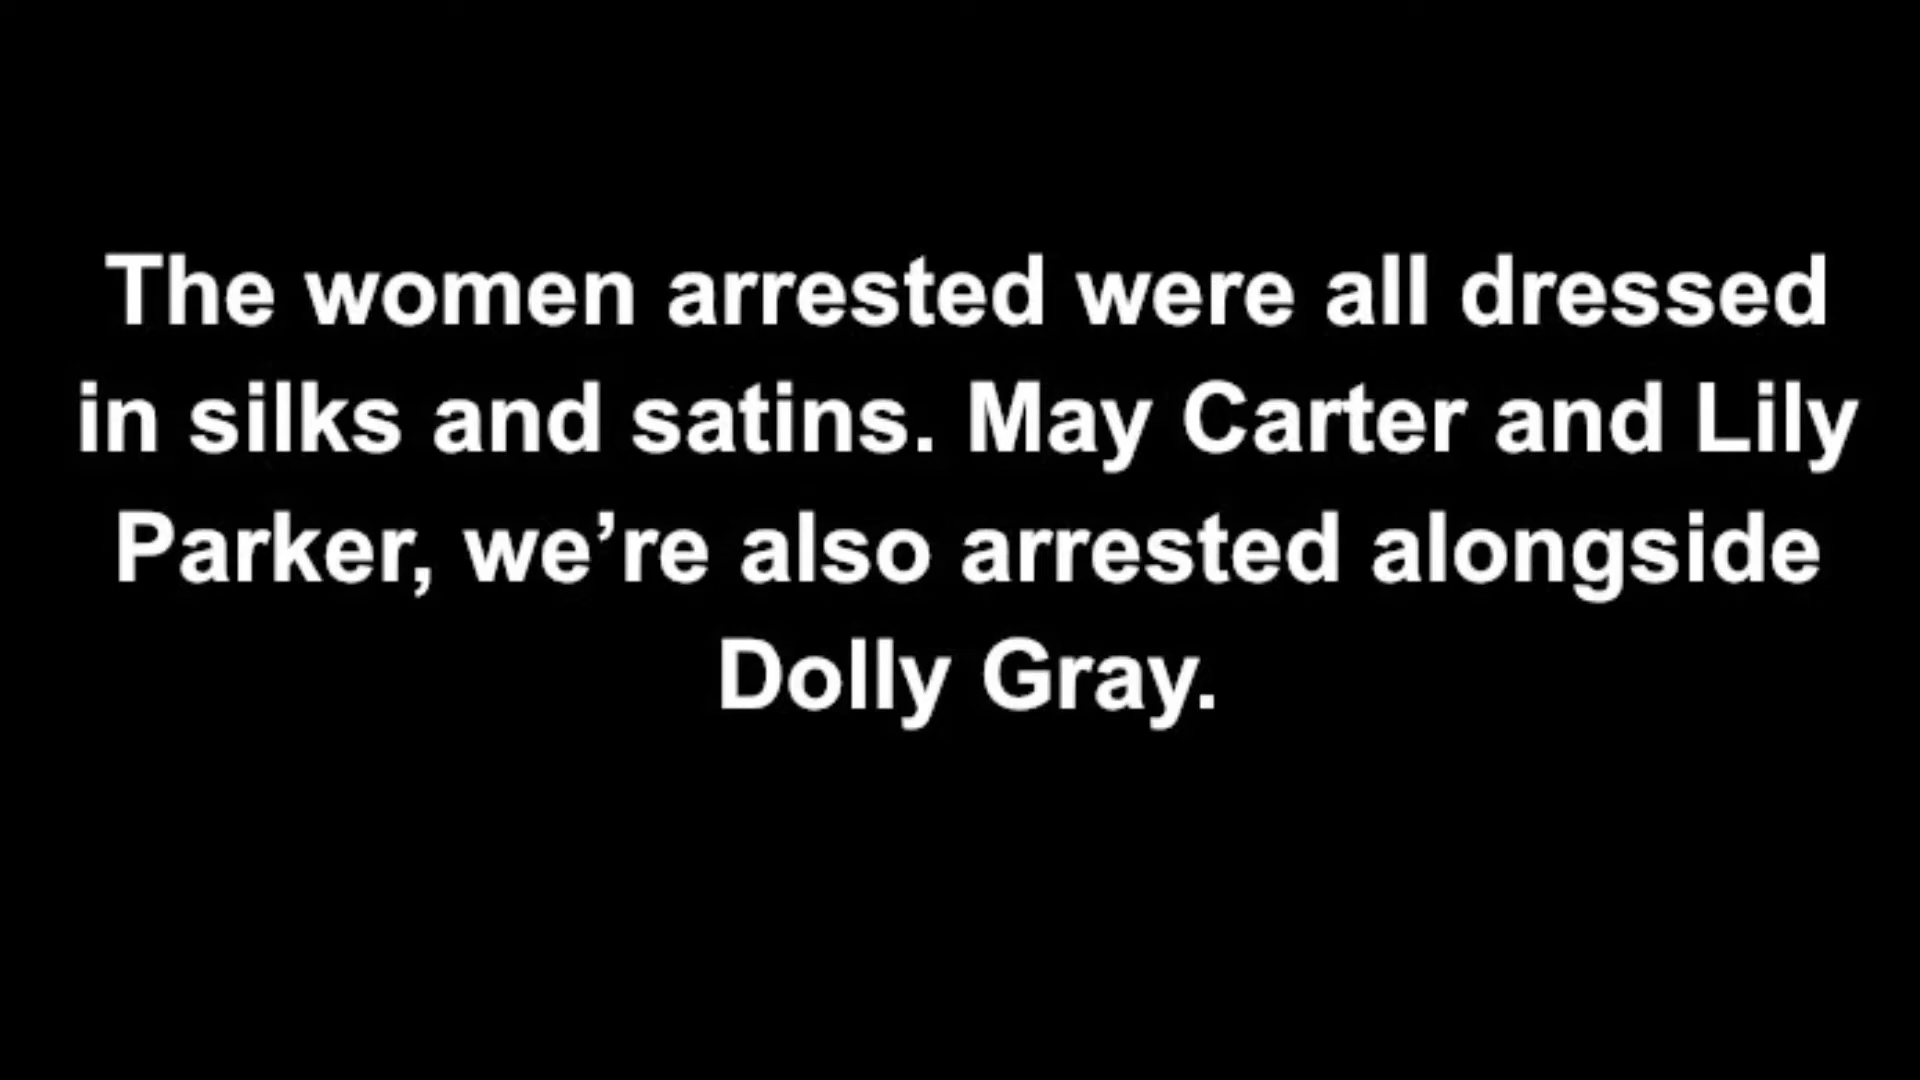 The women arrested were all dressed
in silks and satins. May Carter and Lily
Parker, we’re also arrested alongside
Dolly Gray.